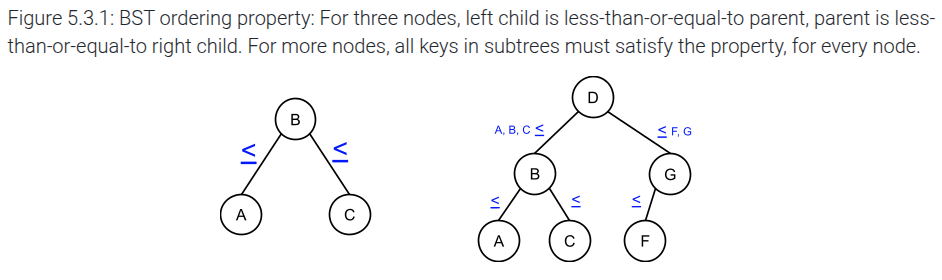 Figure 5.3.1: BST ordering property: For three nodes, left child is less-than-or-equal-to parent, parent is less-
than-or-equal-to right child. For more nodes, all keys in subtrees must satisfy the property, for every node.
B
≤ ≤
A C
D
A, B, C ≤ ≤ F, G
B G
≤ ≤ ≤
A C F